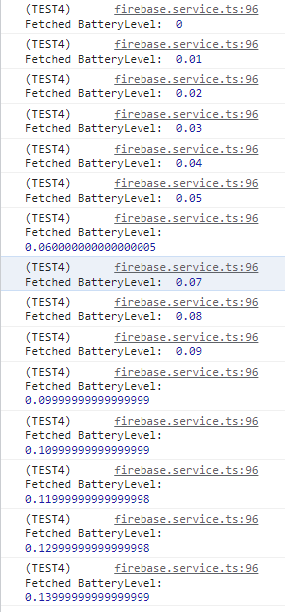 (TEST4) firebase.service.ts:96
Fetched BatteryLevel: 0
(TEST4) firebase.service.ts:96
Fetched BatteryLevel: 0.01
(TEST4) firebase.service.ts:96
Fetched BatteryLevel: 0.02
(TEST4) firebase.service.ts:96
Fetched BatteryLevel: 0.03
(TEST4) firebase.service.ts:96
Fetched BatteryLevel: 0.04
(TEST4) firebase.service.ts:96
Fetched BatteryLevel: 0.05
(TEST4) firebase.service.ts:96
Fetched BatteryLevel:
0.060000000000000005
(TEST4) firebase.service.ts:96
Fetched BatteryLevel: 0.07
(TEST4) firebase.service.ts:96
Fetched BatteryLevel: 0.08
(TEST4) firebase.service.ts:96
Fetched BatteryLevel: 0.09
(TEST4) firebase.service.ts:96
Fetched BatteryLevel:
0.09999999999999999
(TEST4) firebase.service.ts:96
Fetched BatteryLevel:
0.10999999999999999
(TEST4) firebase.service.ts:96
Fetched BatteryLevel:
0.11999999999999998
(TEST4) firebase.service.ts:96
Fetched BatteryLevel:
0.12999999999999998
(TEST4) firebase.service.ts:96
Fetched BatteryLevel:
0.13999999999999999